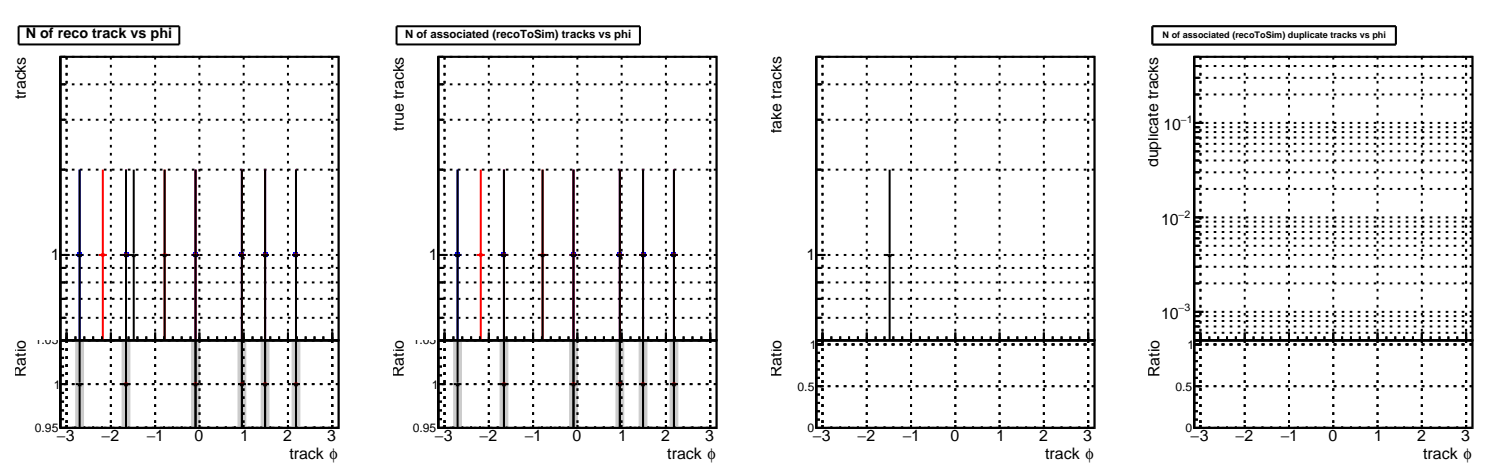 N of reco track vs phi
tracks
1
Ratio
1
0.95
−3 −2 −1 0 1 2 3
track ϕ
N of associated (recoToSim) tracks vs phi
true tracks
1
Ratio
1
0.95
−3 −2 −1 0 1 2 3
track ϕ
fake tracks
1
Ratio
1
0.5
0
−3 −2 −1 0 1 2 3
track ϕ
N of associated (recoToSim) duplicate tracks vs phi
duplicate tracks
10⁻¹
10⁻²
10⁻³
Ratio
1
0.5
0
−3 −2 −1 0 1 2 3
track ϕ